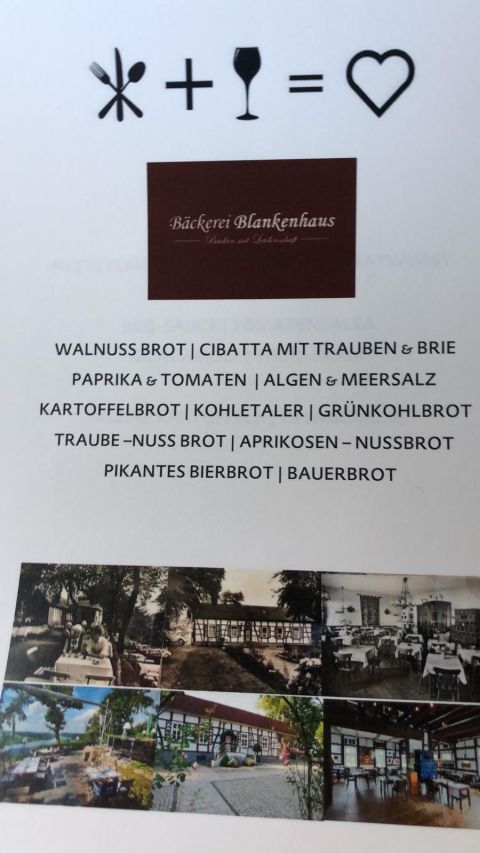 Bäckerei Blankenhaus
Backen mit Leidenschaft
WALNUSS BROT | CIBATTA MIT TRAUBEN & BRIE
PAPRIKA & TOMATEN | ALGEN & MEERSALZ
KARTOFFELBROT | KOHLETALER | GRÜNKOHLBROT
TRAUBE –NUSS BROT | APRIKOSEN – NUSSBROT
PIKANTES BIERBROT | BAUERBROT